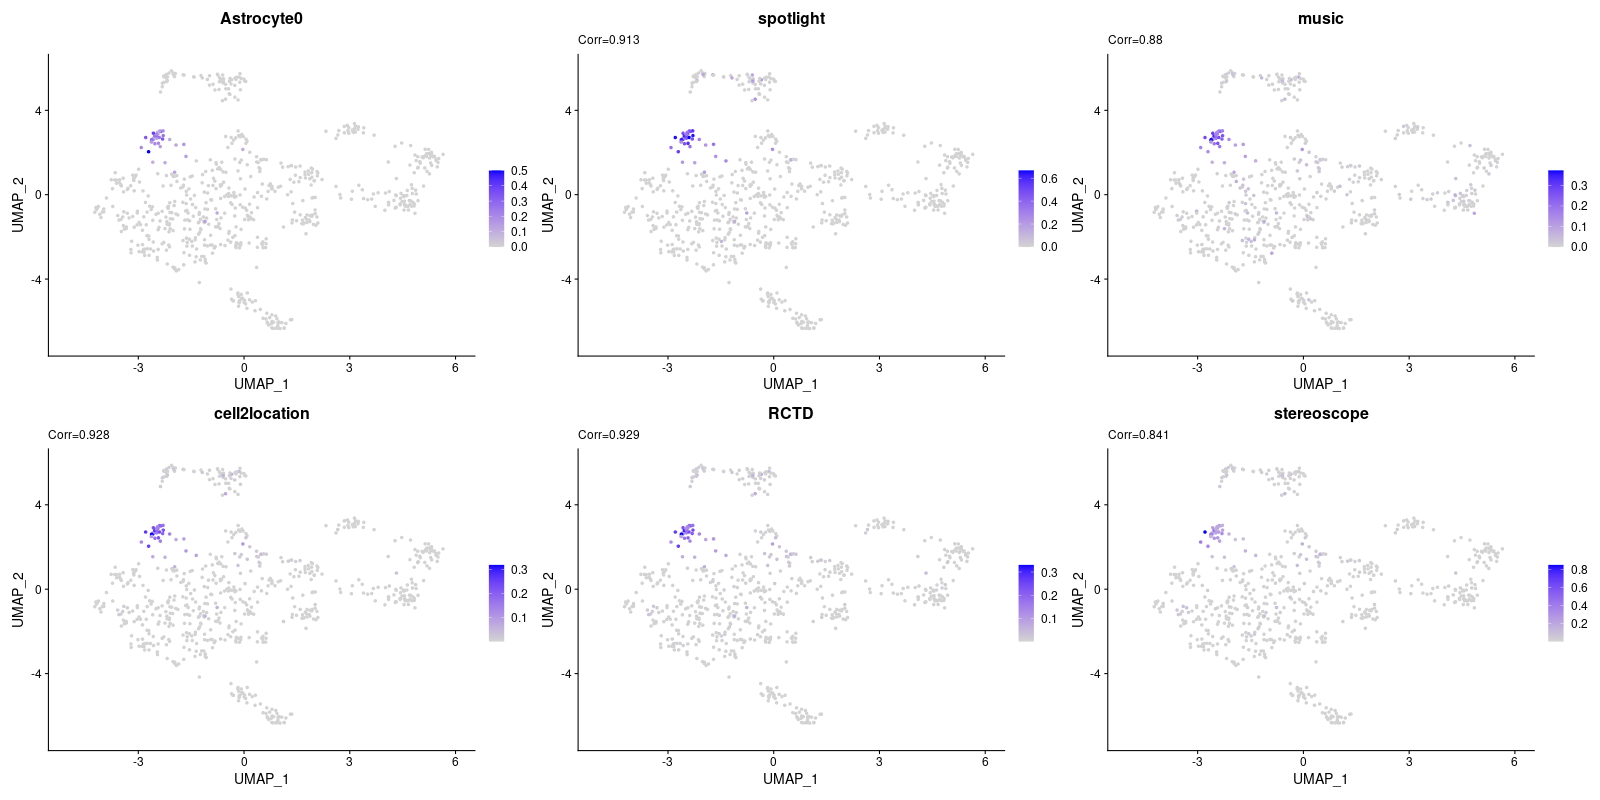 Astrocyte0
spotlight
music
Corr=0.913
Corr=0.88
UMAP_2
4
0
-4
-3
0
3
6
UMAP_1
0.5
0.4
0.3
0.2
0.1
0.0
UMAP_2
4
0
-4
-3
0
3
6
UMAP_1
0.6
0.4
0.2
0.0
UMAP_2
4
0
-4
-3
0
3
6
UMAP_1
0.3
0.2
0.1
0.0
cell2location
RCTD
stereoscope
Corr=0.928
Corr=0.929
Corr=0.841
UMAP_2
4
0
-4
-3
0
3
6
UMAP_1
0.3
0.2
0.1
UMAP_2
4
0
-4
-3
0
3
6
UMAP_1
0.3
0.2
0.1
UMAP_2
4
0
-4
-3
0
3
6
UMAP_1
0.8
0.6
0.4
0.2